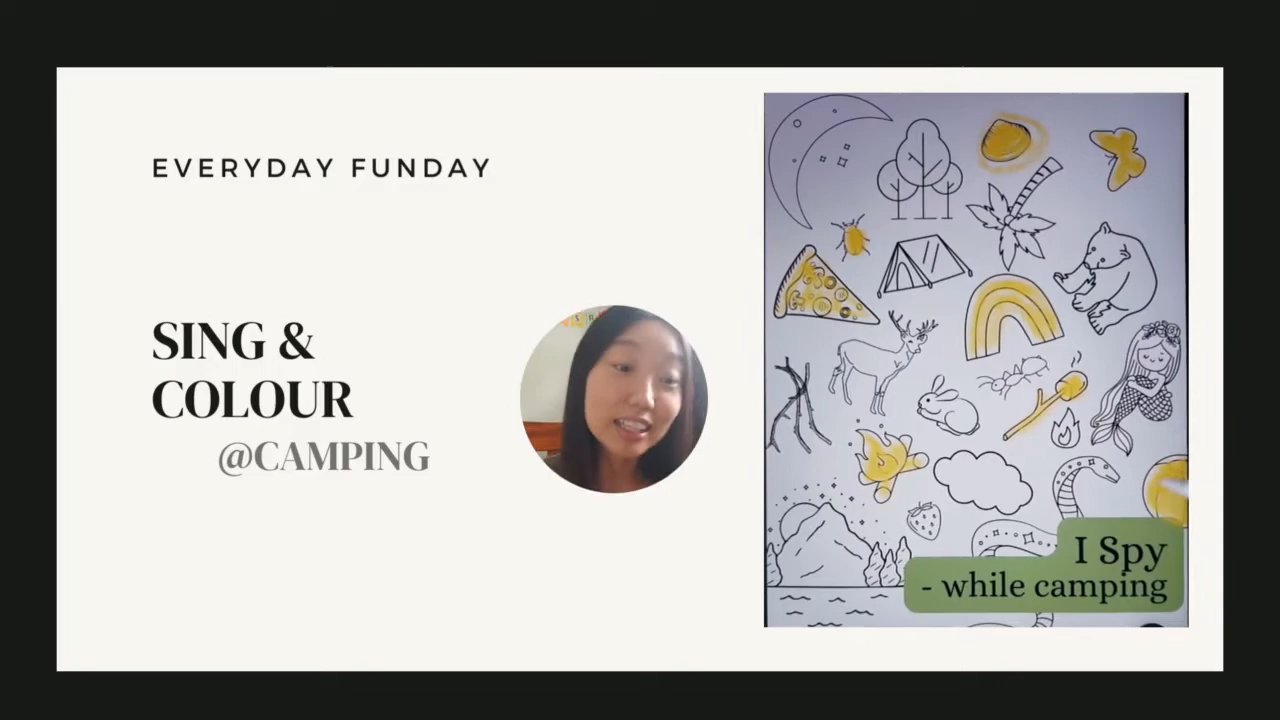 EVERYDAY FUNDAY
SING &
COLOUR
@CAMPING
I Spy
- while camping